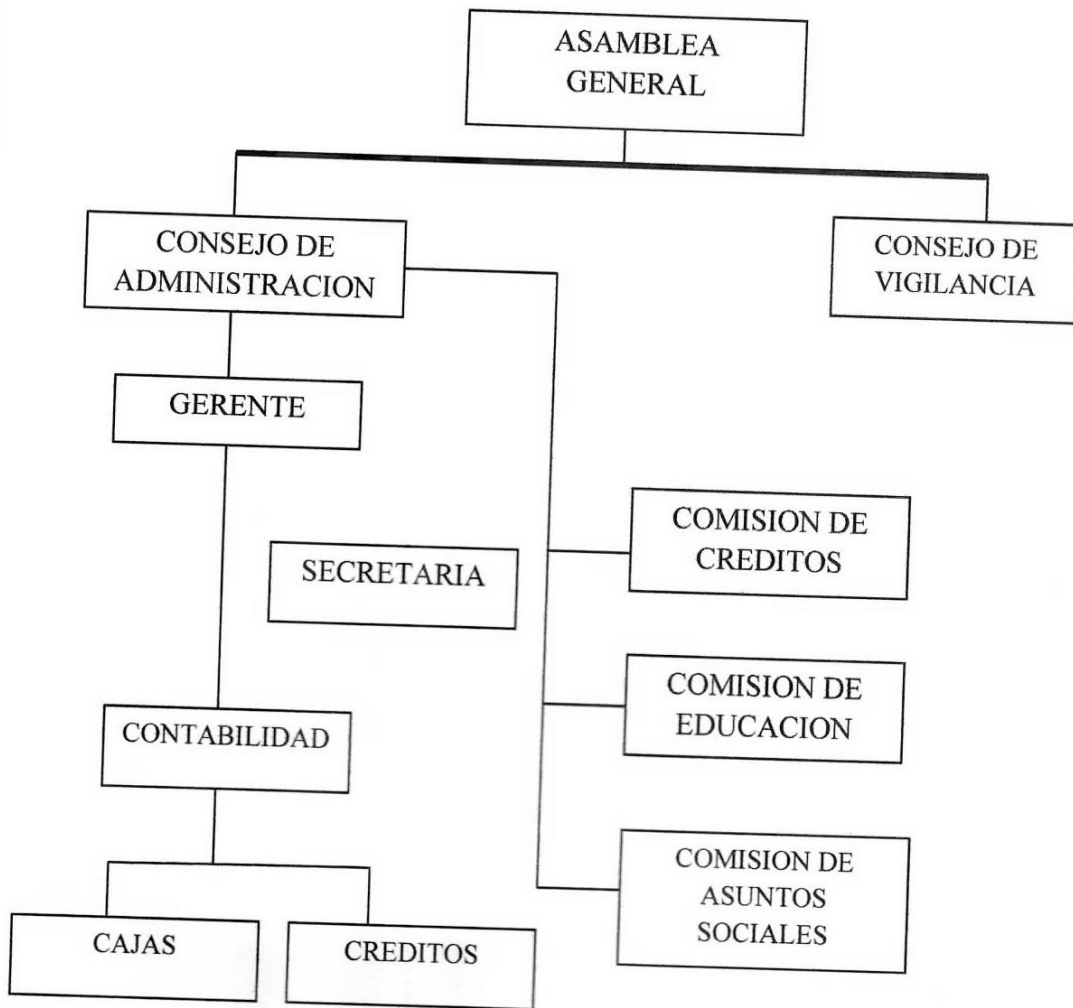 ASAMBLEA
GENERAL
CONSEJO DE
ADMINISTRACION
CONSEJO DE
VIGILANCIA
GERENTE
COMISION DE
CREDITOS
SECRETARIA
COMISION DE
EDUCACION
CONTABILIDAD
COMISION DE
ASUNTOS
SOCIALES
CAJAS
CREDITOS